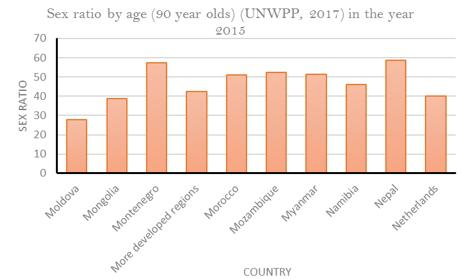 Sex ratio by age (90 year olds) (UNWPP, 2017) in the year
2015
70
60
50
40
30
20
10
0
SEX RATIO
Moldova
Mongolia
Montenegro
More developed regions
Morocco
Mozambique
Myanmar
Namibia
Nepal
Netherlands
COUNTRY